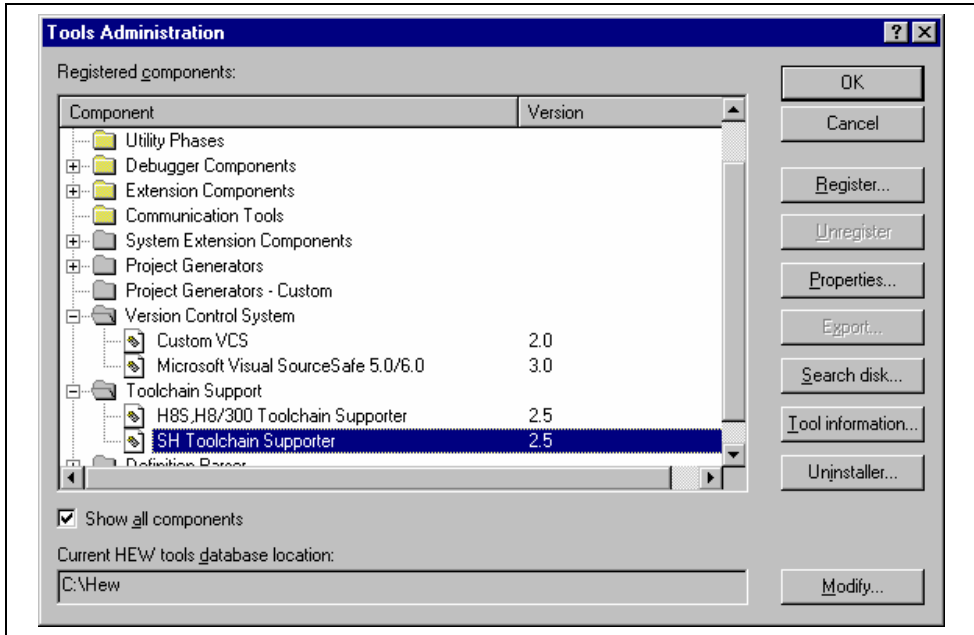 Tools Administration
Registered components:
Component Version
Utility Phases
Debugger Components
Extension Components
Communication Tools
System Extension Components
Project Generators
Project Generators - Custom
Version Control System
Custom VCS 2.0
Microsoft Visual SourceSafe 5.0/6.0 3.0
Toolchain Support
H8S,H8/300 Toolchain Supporter 2.5
SH Toolchain Supporter 2.5
Definition Parser
Show all components
Current HEW tools database location:
C:\Hew
OK
Cancel
Register...
Unregister
Properties...
Export...
Search disk...
Tool information...
Uninstaller...
Modify...